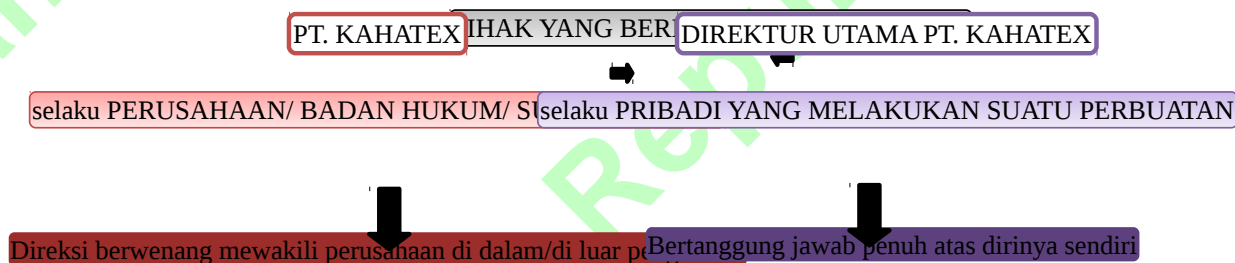 PT. KAHATEX
IHAK YANG BER
DIREKTUR UTAMA PT. KAHATEX
selaku PERUSAHAAN/ BADAN HUKUM/
selaku PRIBADI YANG MELAKUKAN SUATU PERBUATAN
Direksi berwenang mewakili perusahaan di dalam/di luar
Bertanggung jawab penuh atas dirinya sendiri